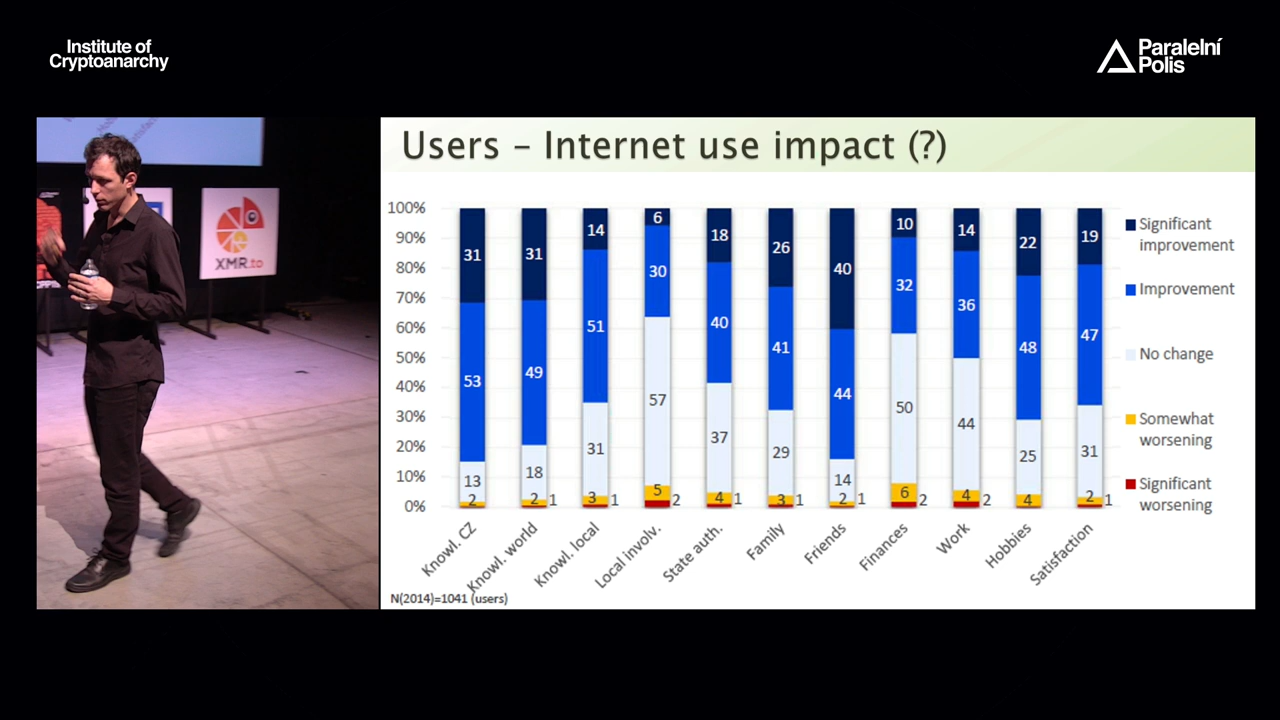 Institute of
Cryptoanarchy
Paralelní
Polis
XMR.to
Users – Internet use impact (?)
100%
90%
80%
70%
60%
50%
40%
30%
20%
10%
0%
31 31 14 6 18 26 40 10 14 22 19
53 49 51 30 40 41 44 32 36 48 47
13 18 31 57 37 29 14 50 44 25 31
2 2 3 5 4 3 2 6 4 4 2
1 1 2 1 1 1 2 2 1
Knowl. CZ
Knowl. world
Knowl. local
Local involv.
State auth.
Family
Friends
Finances
Work
Hobbies
Satisfaction
Significant
improvement
Improvement
No change
Somewhat
worsening
Significant
worsening
N(2014)=1041 (users)